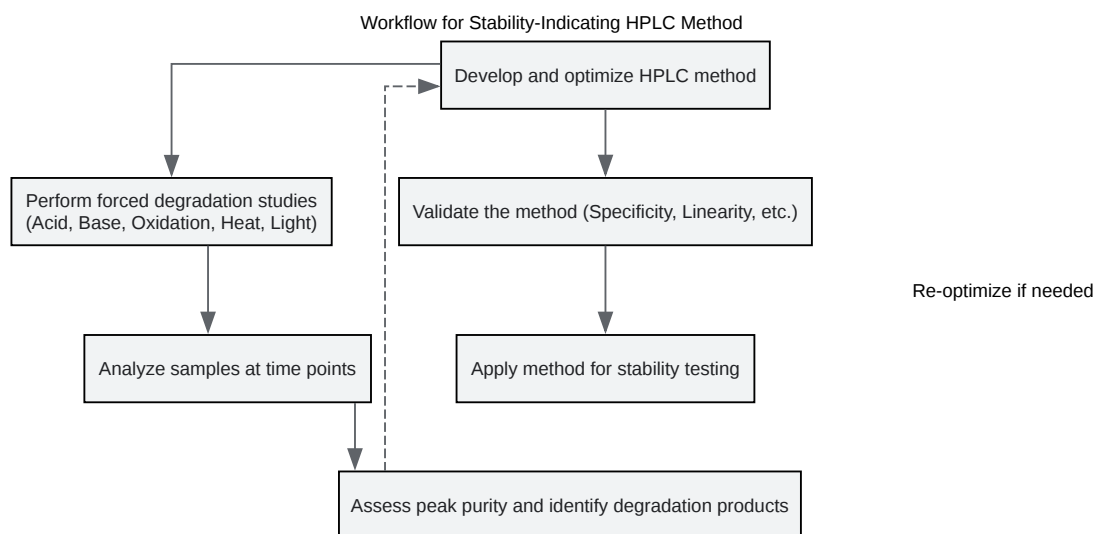 Workflow for Stability-Indicating HPLC Method
Develop and optimize HPLC method
Perform forced degradation studies
(Acid, Base, Oxidation, Heat, Light)
Validate the method (Specificity, Linearity, etc.)
Re-optimize if needed
Analyze samples at time points
Apply method for stability testing
Assess peak purity and identify degradation products